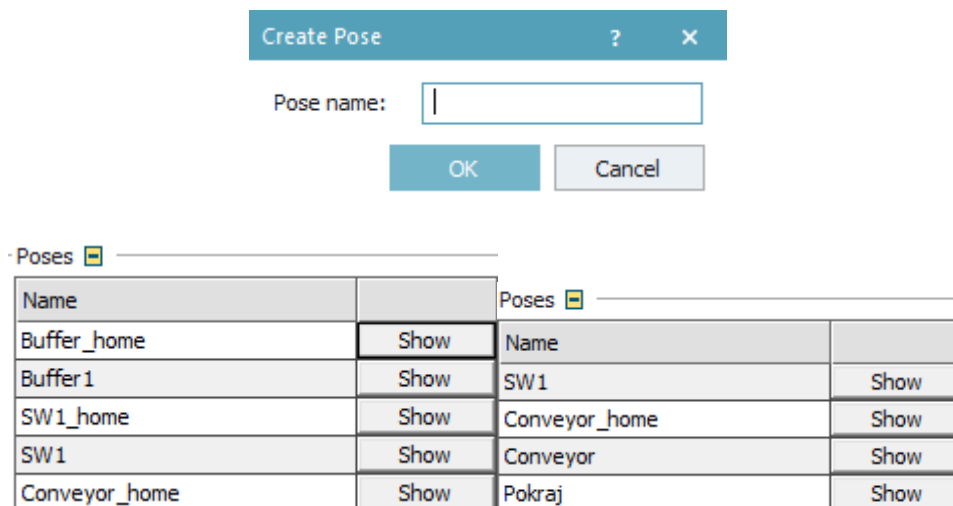 Create Pose ? ×
Pose name:
OK Cancel
Poses
Name
Buffer_home Show
Buffer1 Show
SW1_home Show
SW1 Show
Conveyor_home Show
Poses
Name
SW1 Show
Conveyor_home Show
Conveyor Show
Pokraj Show